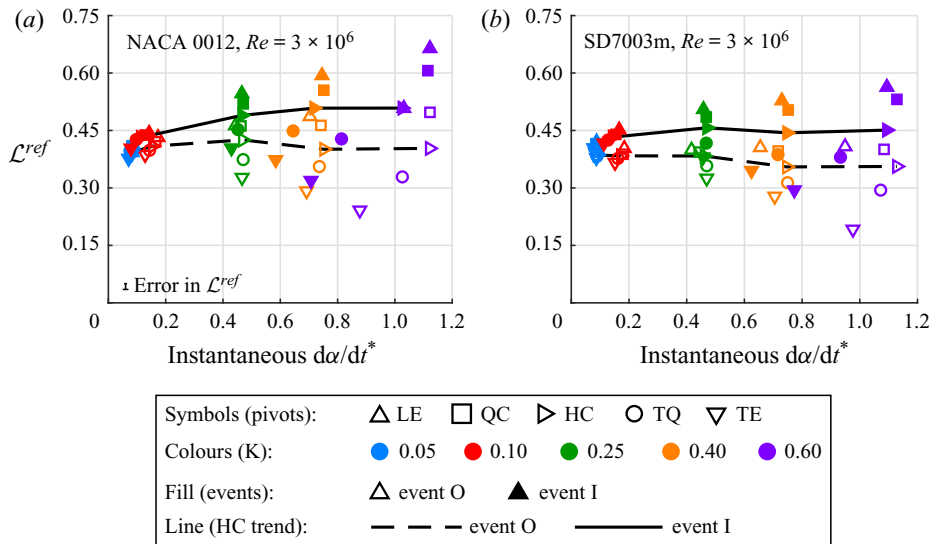 (a)
(b)
0.75
0.60
0.45
0.30
0.15
0
0.2
0.4
0.6
0.8
1.0
1.2
ℒ^ref
NACA 0012, Re = 3 × 10^6
Error in ℒ^ref
Instantaneous dα/dt^*
0.75
0.60
0.45
0.30
0.15
0
0.2
0.4
0.6
0.8
1.0
1.2
SD7003m, Re = 3 × 10^6
Instantaneous dα/dt^*
Symbols (pivots): LE QC HC TQ TE
Colours (K): 0.05 0.10 0.25 0.40 0.60
Fill (events): event O event I
Line (HC trend): event O event I